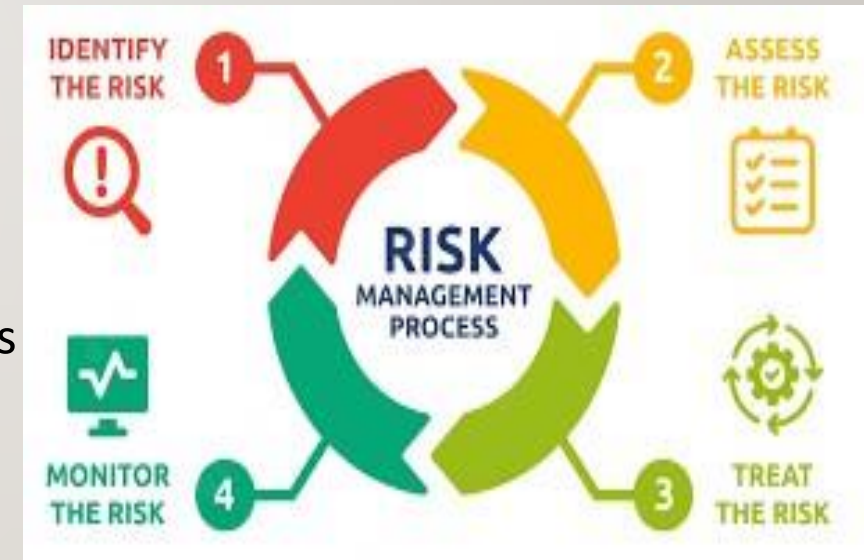 IDENTIFY
THE RISK
1
2
ASSESS
THE RISK
RISK
MANAGEMENT
PROCESS
s
MONITOR
THE RISK
4
3
TREAT
THE RISK